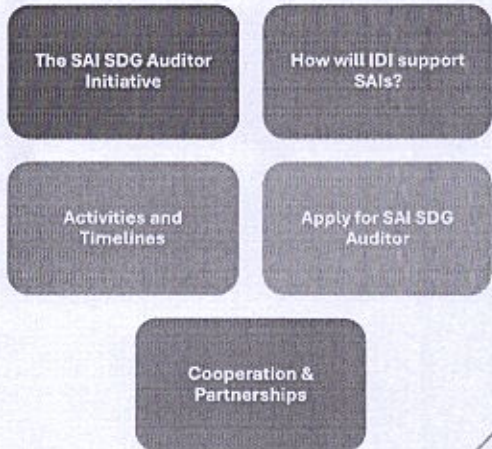 The SAI SDG Auditor
Initiative
How will IDI support
SAIs?
Activities and
Timelines
Apply for SAI SDG
Auditor
Cooperation &
Partnerships